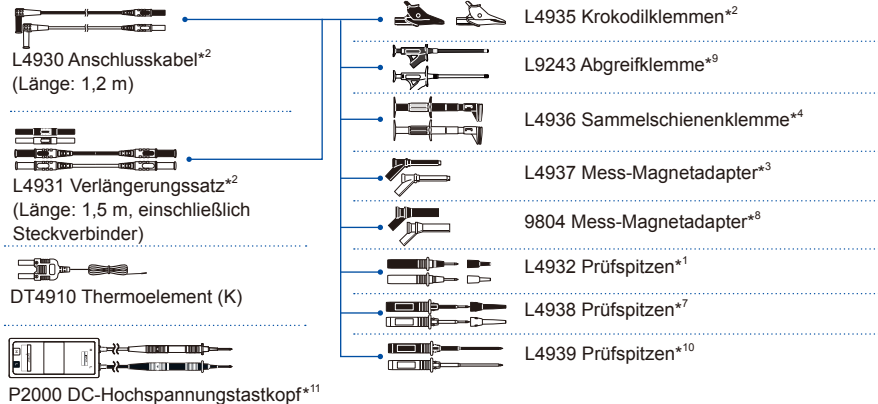 L4930 Anschlusskabel*2
(Länge: 1,2 m)
L4931 Verlängerungssatz*2
(Länge: 1,5 m, einschließlich
Steckverbinder)
DT4910 Thermoelement (K)
P2000 DC-Hochspannungstastkopf*11
L4935 Krokodilklemmen*2
L9243 Abgreifklemme*9
L4936 Sammelschienenklemme*4
L4937 Mess-Magnetadapter*3
9804 Mess-Magnetadapter*8
L4932 Prüfspitzen*1
L4938 Prüfspitzen*7
L4939 Prüfspitzen*10